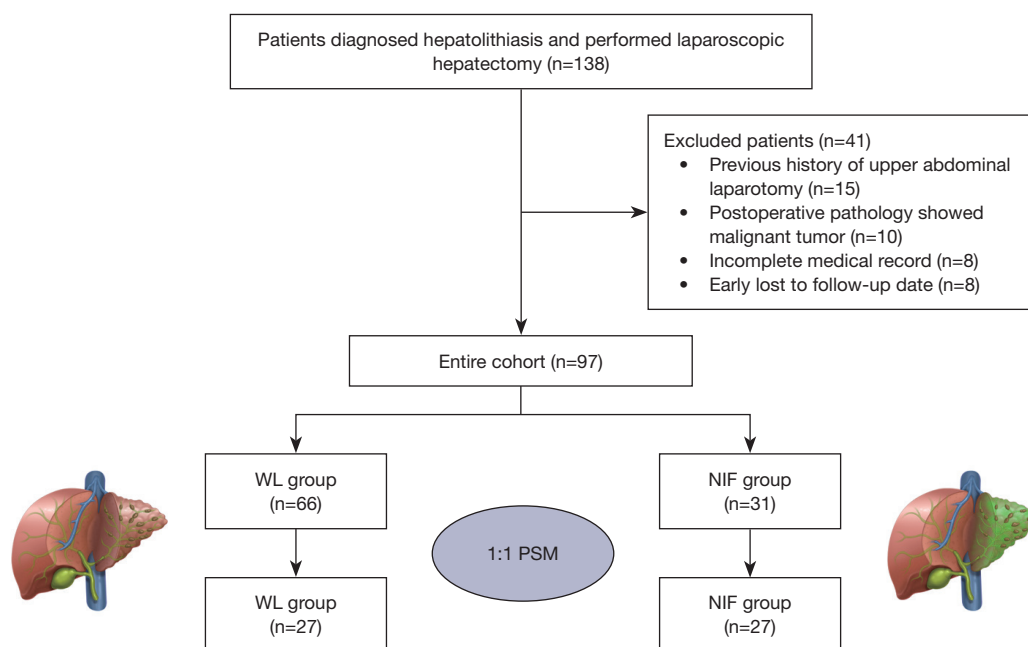 Patients diagnosed hepatolithiasis and performed laparoscopic
hepatectomy (n=138)
Excluded patients (n=41)
• Previous history of upper abdominal
laparotomy (n=15)
• Postoperative pathology showed
malignant tumor (n=10)
• Incomplete medical record (n=8)
• Early lost to follow-up date (n=8)
Entire cohort (n=97)
WL group
(n=66)
NIF group
(n=31)
1:1 PSM
WL group
(n=27)
NIF group
(n=27)